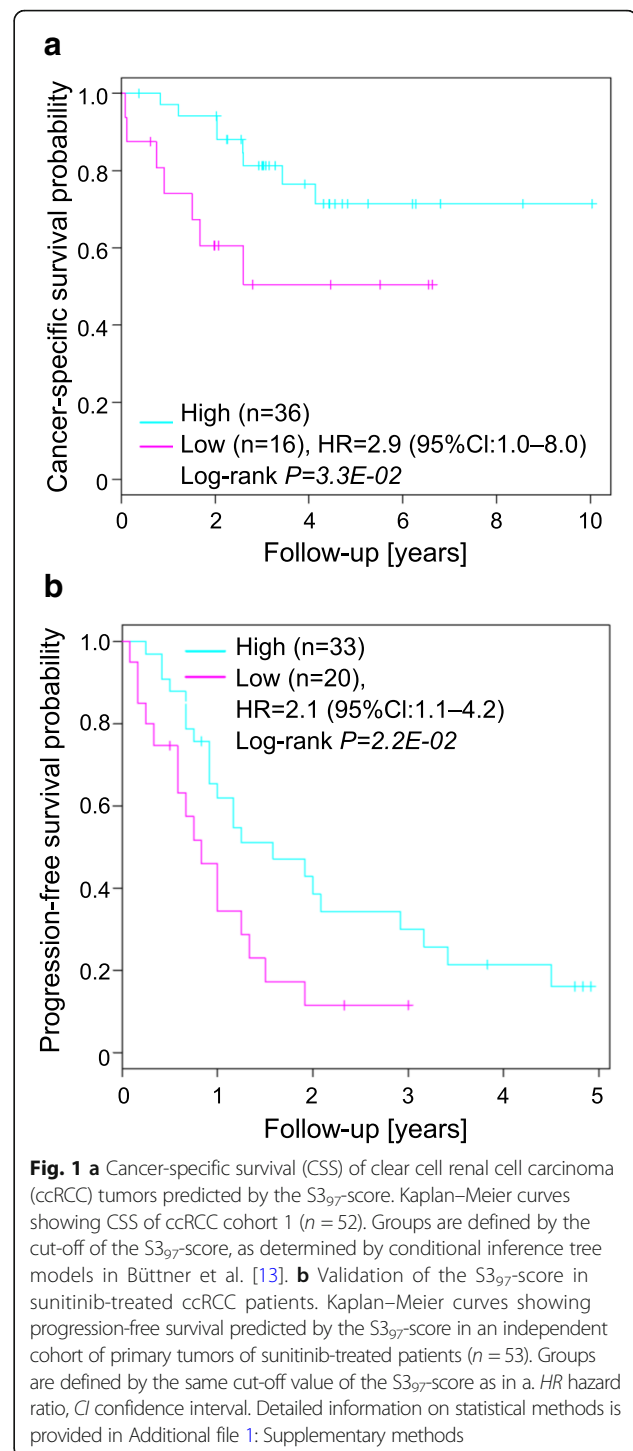 a
Cancer-specific survival probability
1.0
0.8
0.6
0.4
0.2
0
High (n=36)
Low (n=16), HR=2.9 (95%CI:1.0–8.0)
Log-rank P=3.3E-02
0 2 4 6 8 10
Follow-up [years]
b
Progression-free survival probability
1.0
0.8
0.6
0.4
0.2
0
High (n=33)
Low (n=20),
HR=2.1 (95%CI:1.1–4.2)
Log-rank P=2.2E-02
0 1 2 3 4 5
Follow-up [years]
Fig. 1 a Cancer-specific survival (CSS) of clear cell renal cell carcinoma
(ccRCC) tumors predicted by the S3₉₇-score. Kaplan–Meier curves
showing CSS of ccRCC cohort 1 (n = 52). Groups are defined by the
cut-off of the S3₉₇-score, as determined by conditional inference tree
models in Büttner et al. [13]. b Validation of the S3₉₇-score in
sunitinib-treated ccRCC patients. Kaplan–Meier curves showing
progression-free survival predicted by the S3₉₇-score in an independent
cohort of primary tumors of sunitinib-treated patients (n = 53). Groups
are defined by the same cut-off value of the S3₉₇-score as in a. HR hazard
ratio, CI confidence interval. Detailed information on statistical methods is
provided in Additional file 1: Supplementary methods